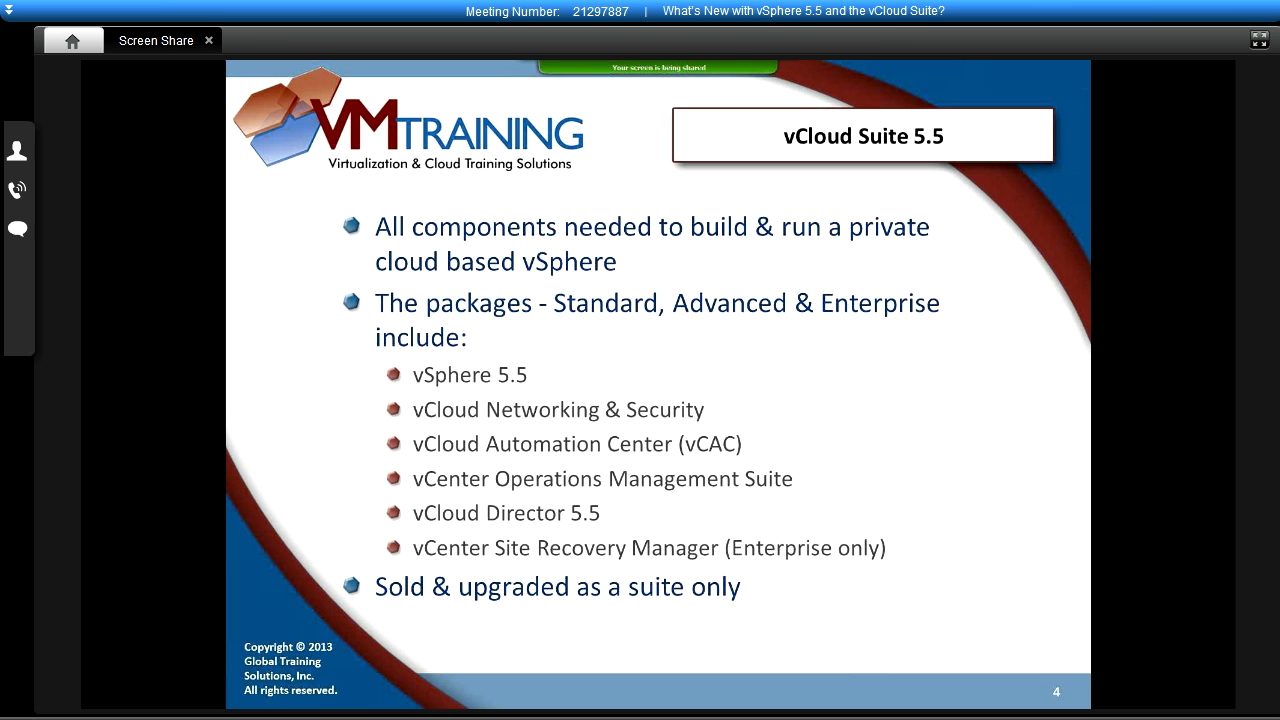 Meeting Number: 21297887 | What's New with vSphere 5.5 and the vCloud Suite?
Screen Share ×
Your screen is being shared
VMTRAINING
Virtualization & Cloud Training Solutions
vCloud Suite 5.5
All components needed to build & run a private
cloud based vSphere
The packages - Standard, Advanced & Enterprise
include:
vSphere 5.5
vCloud Networking & Security
vCloud Automation Center (vCAC)
vCenter Operations Management Suite
vCloud Director 5.5
vCenter Site Recovery Manager (Enterprise only)
Sold & upgraded as a suite only
Copyright © 2013
Global Training
Solutions, Inc.
All rights reserved.
4